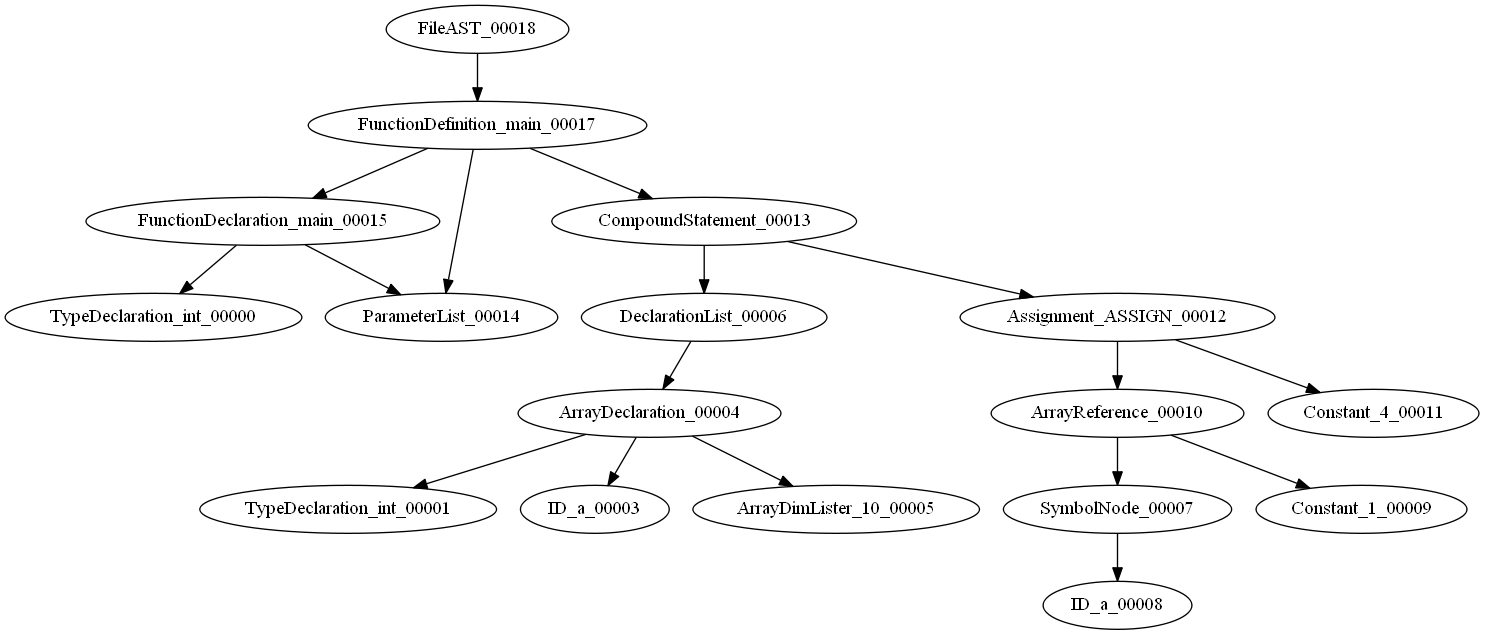 FileAST_00018
FunctionDefinition_main_00017
FunctionDeclaration_main_00015
CompoundStatement_00013
TypeDeclaration_int_00000
ParameterList_00014
DeclarationList_00006
Assignment_ASSIGN_00012
ArrayDeclaration_00004
ArrayReference_00010
Constant_4_00011
TypeDeclaration_int_00001
ID_a_00003
ArrayDimLister_10_00005
SymbolNode_00007
Constant_1_00009
ID_a_00008